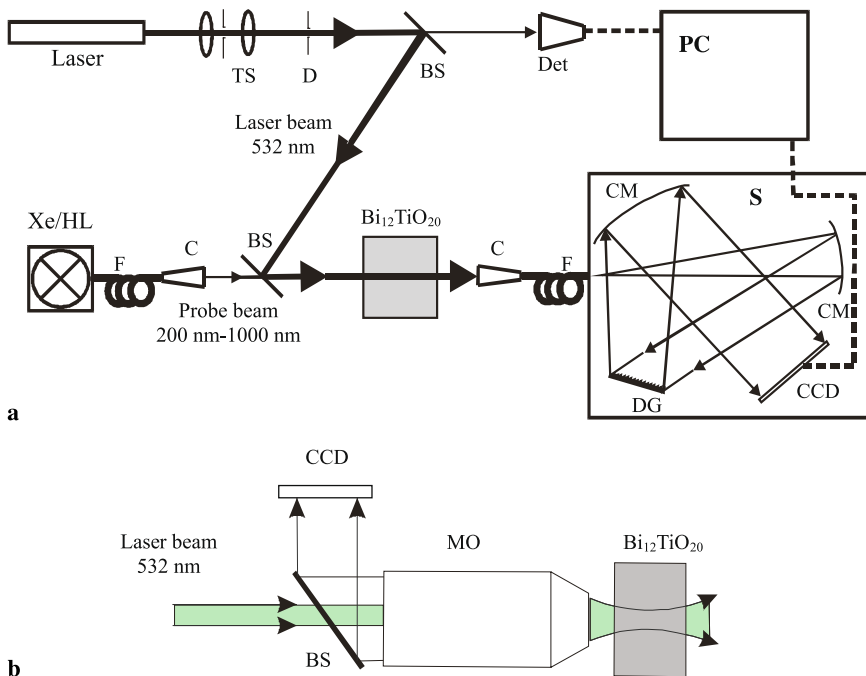 Laser
TS
D
BS
Det
PC
Laser beam
532 nm
Xe/HL
F
C
BS
Bi₁₂TiO₂₀
C
F
Probe beam
200 nm-1000 nm
CM
S
CM
DG
CCD
a
CCD
Laser beam
532 nm
MO
Bi₁₂TiO₂₀
BS
b